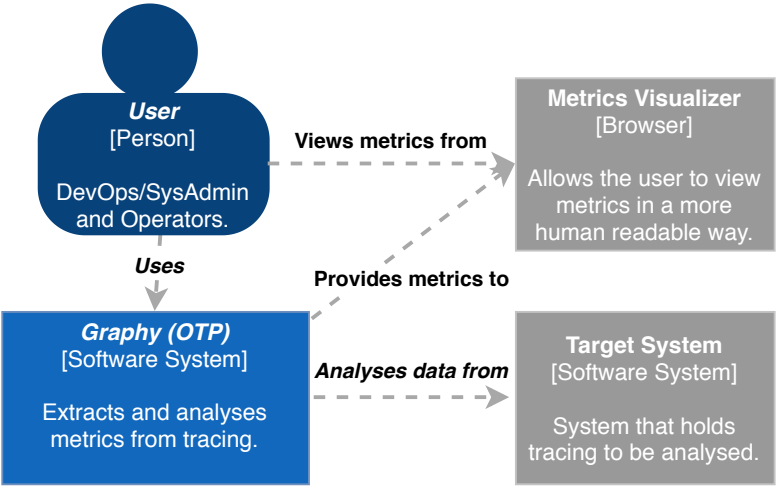 User
[Person]
DevOps/SysAdmin
and Operators.
Views metrics from
Metrics Visualizer
[Browser]
Allows the user to view
metrics in a more
human readable way.
Uses
Provides metrics to
Graphy (OTP)
[Software System]
Extracts and analyses
metrics from tracing.
Analyses data from
Target System
[Software System]
System that holds
tracing to be analysed.